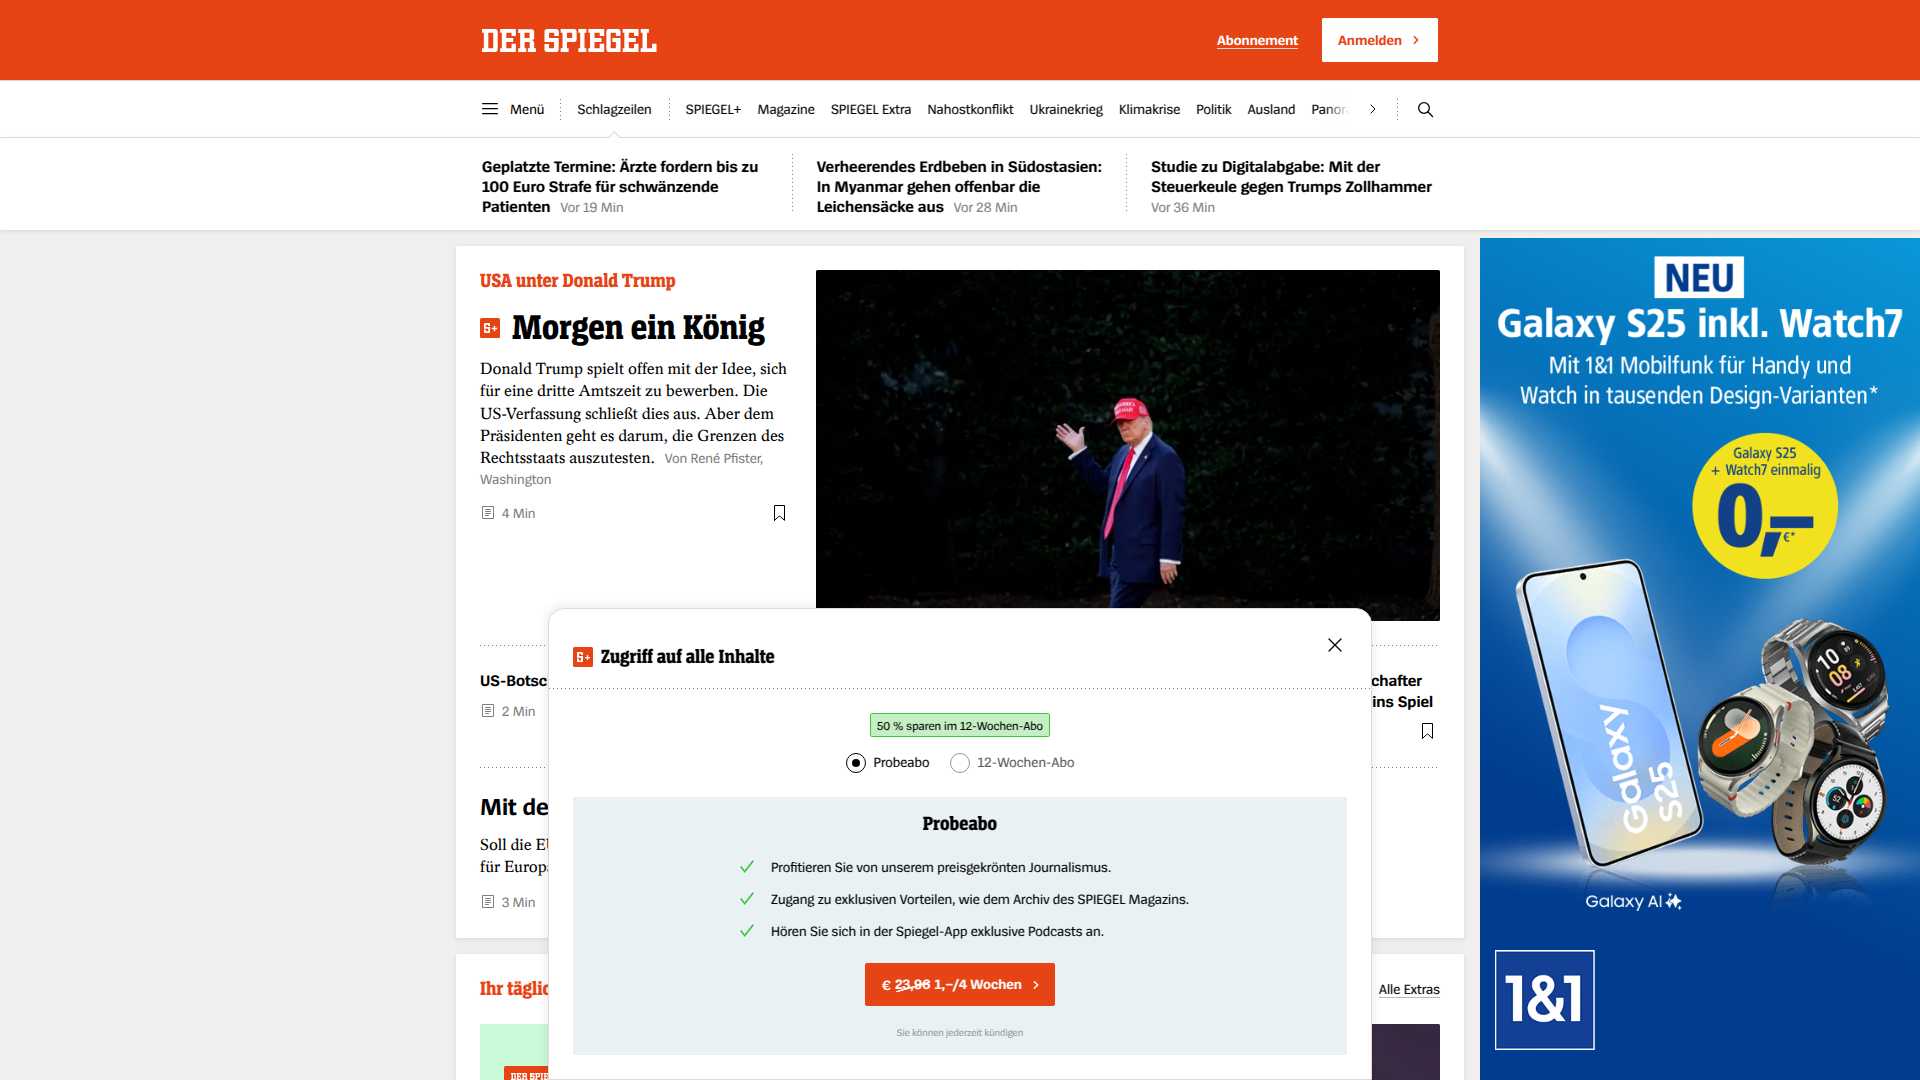 DER SPIEGEL
Abonnement
Anmelden
Menü
Schlagzeilen
SPIEGEL+
Magazine
SPIEGEL Extra
Nahostkonflikt
Ukrainekrieg
Klimakrise
Politik
Ausland
Geplatzte Termine: Ärzte fordern bis zu
100 Euro Strafe für schwänzende
Patienten Vor 19 Min
Verheerendes Erdbeben in Südostasien:
In Myanmar gehen offenbar die
Leichensäcke aus Vor 28 Min
Studie zu Digitalabgabe: Mit der
Steuerkeule gegen Trumps Zollhammer
Vor 36 Min
USA unter Donald Trump
S+ Morgen ein König
Donald Trump spielt offen mit der Idee, sich
für eine dritte Amtszeit zu bewerben. Die
US-Verfassung schließt dies aus. Aber dem
Präsidenten geht es darum, die Grenzen des
Rechtsstaats auszutesten. Von René Pfister,
Washington
4 Min
US-Botsc
2 Min
chafter
ins Spiel
Mit de
Soll die EU
für Europa
3 Min
S+ Zugriff auf alle Inhalte
50 % sparen im 12-Wochen-Abo
Probeabo
12-Wochen-Abo
Probeabo
Profitieren Sie von unserem preisgekrönten Journalismus.
Zugang zu exklusiven Vorteilen, wie dem Archiv des SPIEGEL Magazins.
Hören Sie sich in der Spiegel-App exklusive Podcasts an.
€ 23,96 1,–/4 Wochen
Sie können jederzeit kündigen
Ihr täglic
Alle Extras
DER SPIE
NEU
Galaxy S25 inkl. Watch7
Mit 1&1 Mobilfunk für Handy und
Watch in tausenden Design-Varianten*
Galaxy S25
+ Watch7 einmalig
0,–
€*
Galaxy
S25
10
08
Galaxy AI
1&1